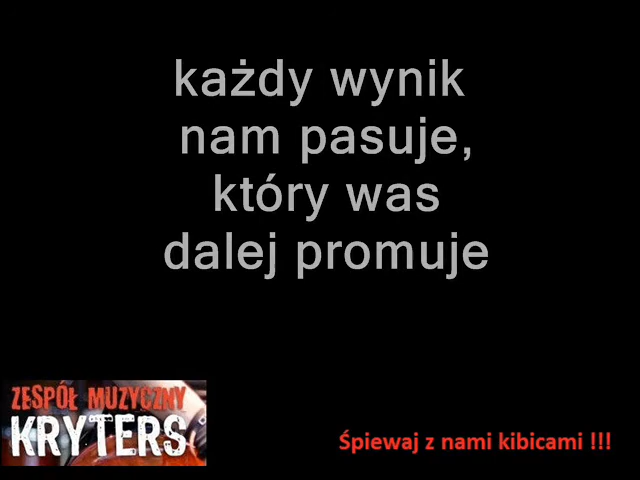 każdy wynik
nam pasuje,
który was
dalej promuje
ZESPÓŁ MUZYCZNY
KRYTERS
Śpiewaj z nami kibicami !!!